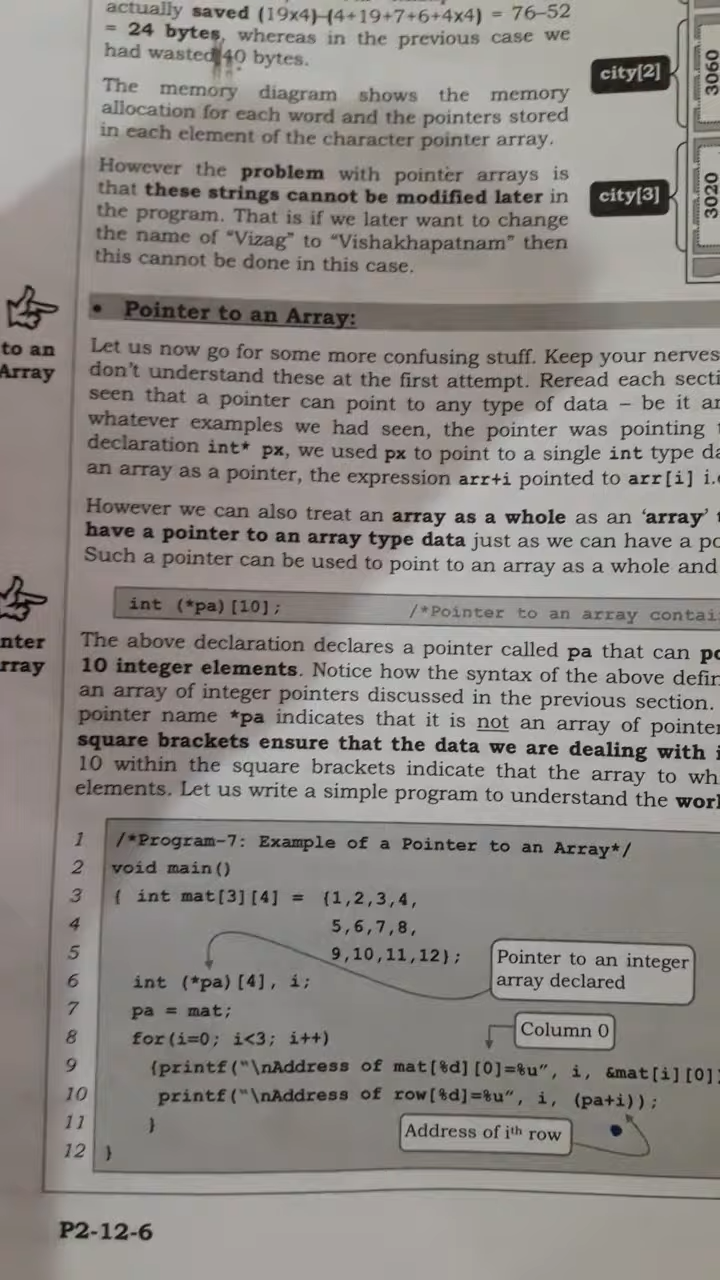 actually saved (19x4)–(4+19+7+6+4x4) = 76–52
= 24 bytes, whereas in the previous case we
had wasted 40 bytes.
The memory diagram shows the memory
allocation for each word and the pointers stored
in each element of the character pointer array.
However the problem with pointer arrays is
that these strings cannot be modified later in
the program. That is if we later want to change
the name of "Vizag" to "Vishakhapatnam" then
this cannot be done in this case.
city[2]
3060
city[3]
3020
• Pointer to an Array:
to an
Array
Let us now go for some more confusing stuff. Keep your nerves
don't understand these at the first attempt. Reread each secti
seen that a pointer can point to any type of data – be it ar
whatever examples we had seen, the pointer was pointing
declaration int* px, we used px to point to a single int type da
an array as a pointer, the expression arr+i pointed to arr[i] i.e
However we can also treat an array as a whole as an 'array' t
have a pointer to an array type data just as we can have a po
Such a pointer can be used to point to an array as a whole and
int (*pa)[10]; /*Pointer to an array contai
nter
rray
The above declaration declares a pointer called pa that can po
10 integer elements. Notice how the syntax of the above defin
an array of integer pointers discussed in the previous section.
pointer name *pa indicates that it is not an array of pointer
square brackets ensure that the data we are dealing with i
10 within the square brackets indicate that the array to wh
elements. Let us write a simple program to understand the work
1 /*Program-7: Example of a Pointer to an Array*/
2 void main()
3 { int mat[3][4] = {1,2,3,4,
4 5,6,7,8,
5 9,10,11,12};
Pointer to an integer
array declared
6 int (*pa)[4], i;
7 pa = mat;
8 for(i=0; i<3; i++)
Column 0
9 {printf("\nAddress of mat[%d][0]=%u", i, &mat[i][0]
10 printf("\nAddress of row[%d]=%u", i, (pa+i));
11 }
Address of ith row
12 }
P2-12-6